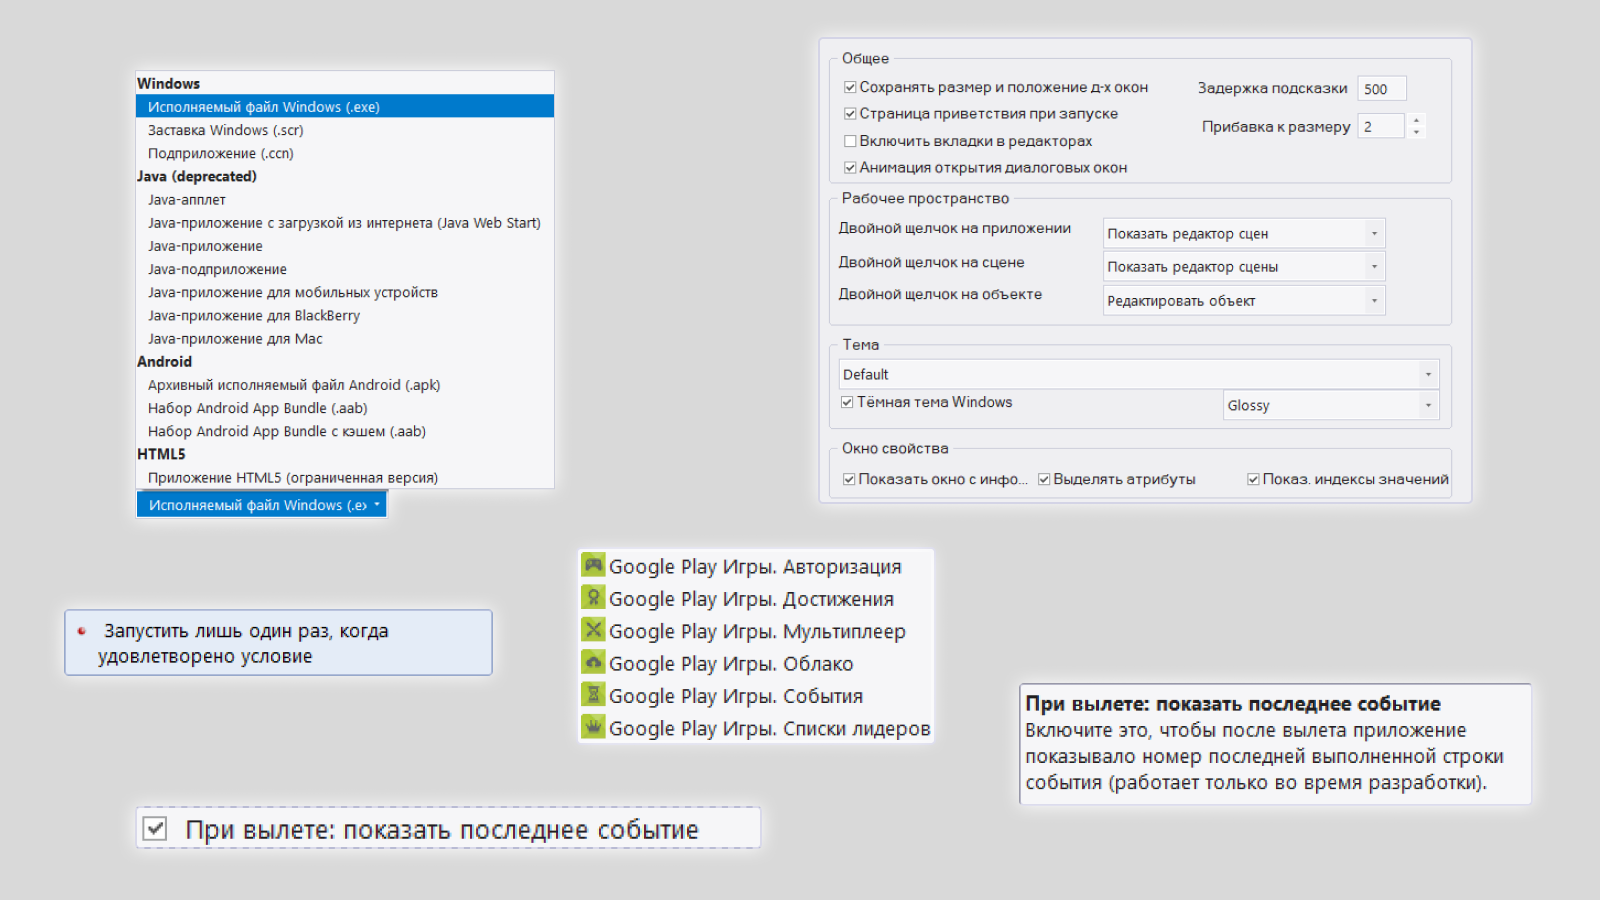 Windows
Исполняемый файл Windows (.exe)
Заставка Windows (.scr)
Подприложение (.ccn)
Java (deprecated)
Java-апплет
Java-приложение с загрузкой из интернета (Java Web Start)
Java-приложение
Java-подприложение
Java-приложение для мобильных устройств
Java-приложение для BlackBerry
Java-приложение для Mac
Android
Архивный исполняемый файл Android (.apk)
Набор Android App Bundle (.aab)
Набор Android App Bundle с кэшем (.aab)
HTML5
Приложение HTML5 (ограниченная версия)
Исполняемый файл Windows (.ex
Общее
Сохранять размер и положение д-х окон
Задержка подсказки 500
Страница приветствия при запуске
Прибавка к размеру 2
Включить вкладки в редакторах
Анимация открытия диалоговых окон
Рабочее пространство
Двойной щелчок на приложении Показать редактор сцен
Двойной щелчок на сцене Показать редактор сцены
Двойной щелчок на объекте Редактировать объект
Тема
Default
Тёмная тема Windows Glossy
Окно свойства
Показать окно с инфо... Выделять атрибуты Показ. индексы значений
Запустить лишь один раз, когда
удовлетворено условие
Google Play Игры. Авторизация
Google Play Игры. Достижения
Google Play Игры. Мультиплеер
Google Play Игры. Облако
Google Play Игры. События
Google Play Игры. Списки лидеров
При вылете: показать последнее событие
Включите это, чтобы после вылета приложение
показывало номер последней выполненной строки
события (работает только во время разработки).
При вылете: показать последнее событие